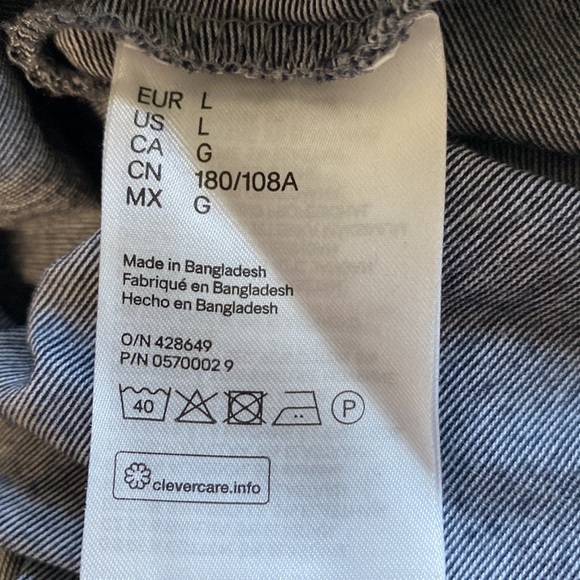 EUR L
US L
CA G
CN 180/108A
MX G
Made in Bangladesh
Fabriqué en Bangladesh
Hecho en Bangladesh
O/N 428649
P/N 0570002 9
40
P
clevercare.info